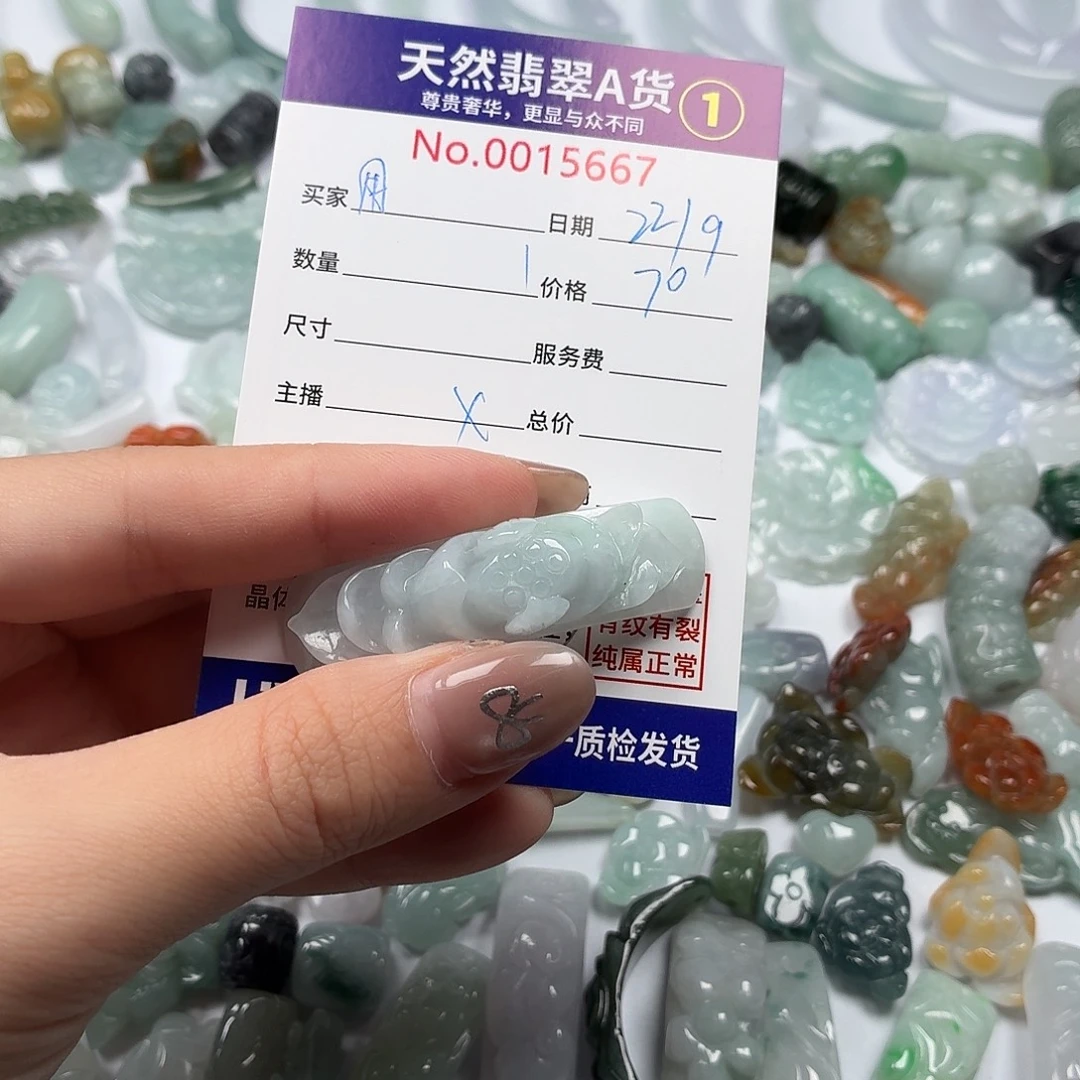 天然翡翠A货 1
尊贵奢华，更显与众不同
No.0015667
买家 用 日期 22/9
数量 1 价格 70
尺寸 服务费
主播 X 总价
有纹有裂
纯属正常
质检发货